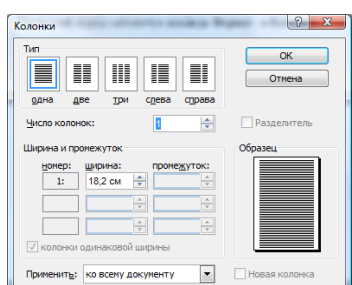 Колонки
Тип
ОК
Отмена
одна две три слева справа
Число колонок: 1 Разделитель
Ширина и промежуток Образец
номер: ширина: промежуток:
1: 18,2 см
колонки одинаковой ширины
Применить: ко всему документу Новая колонка